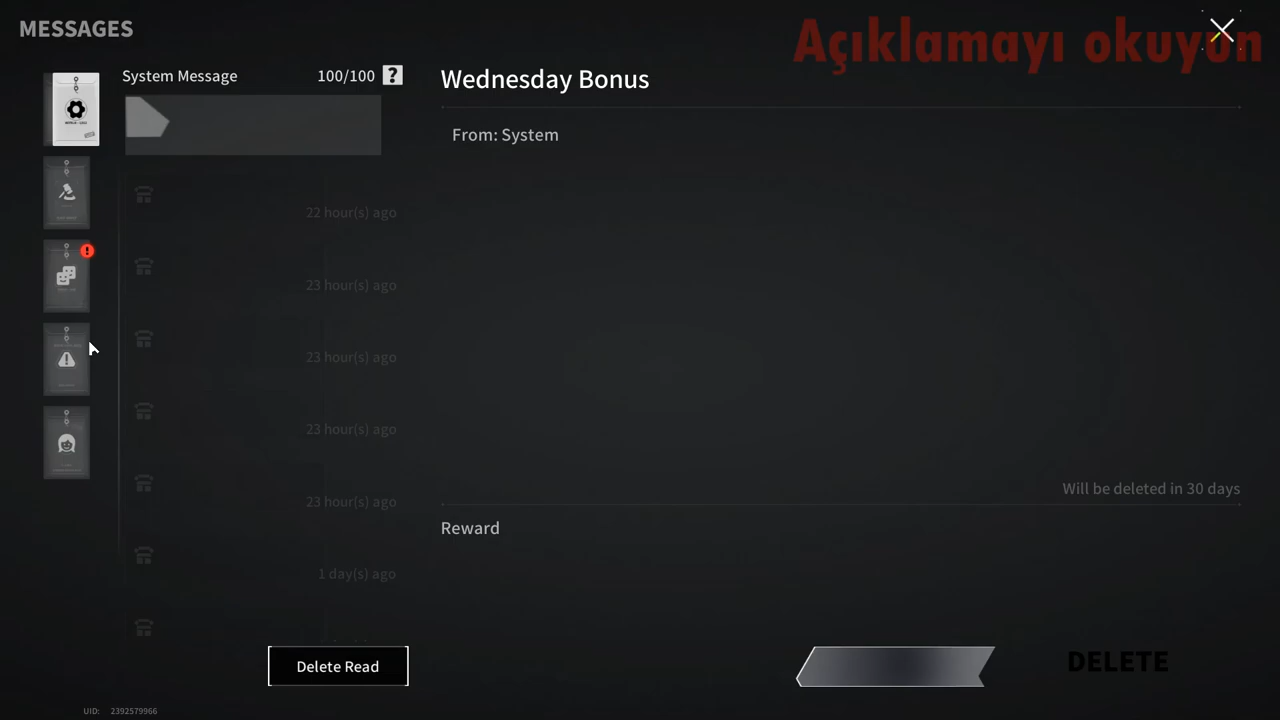 MESSAGES
Açıklamayı okuyun
System Message 100/100 ?
Wednesday Bonus
From: System
22 hour(s) ago
23 hour(s) ago
23 hour(s) ago
23 hour(s) ago
23 hour(s) ago
1 day(s) ago
Will be deleted in 30 days
Reward
Delete Read
DELETE
UID: 2392579966